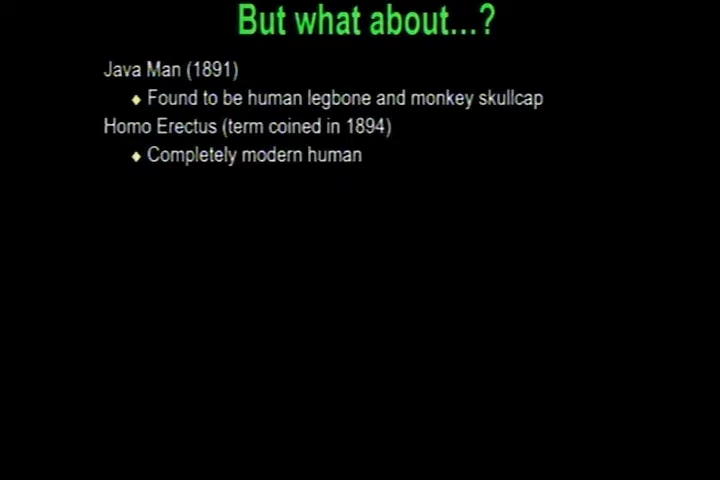 But what about...?
Java Man (1891)
♦ Found to be human legbone and monkey skullcap
Homo Erectus (term coined in 1894)
♦ Completely modern human